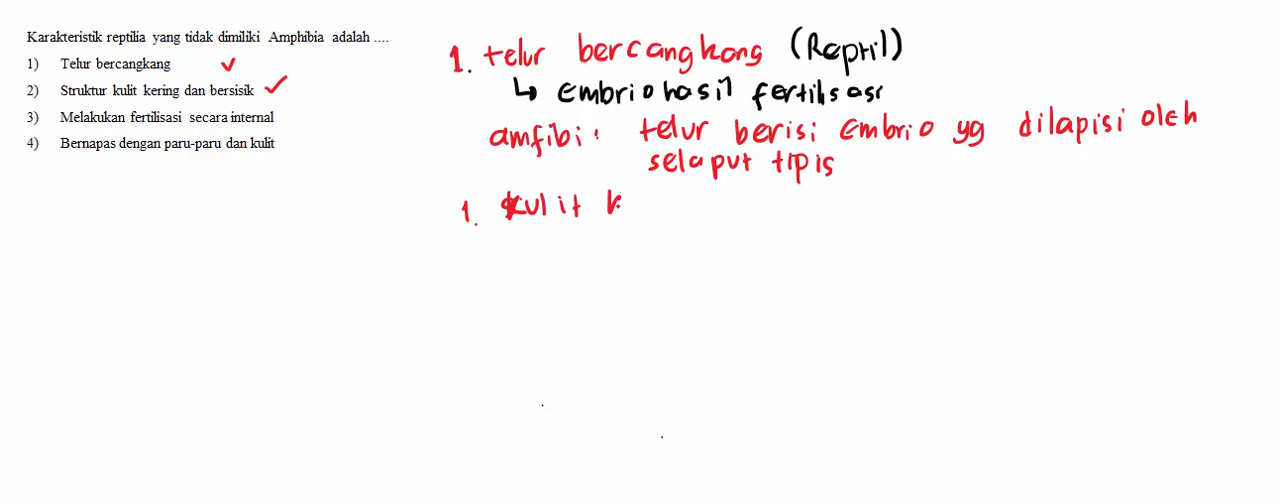 Karakteristik reptilia yang tidak dimiliki Amphibia adalah ....
1) Telur bercangkang
2) Struktur kulit kering dan bersisik
3) Melakukan fertilisasi secara internal
4) Bernapas dengan paru-paru dan kulit
1. telur bercangkang (Reptil)
↳ Embrio hasil fertilisasi
amfibi : telur berisi Embrio yg dilapisi oleh
selaput tipis
1. kulit k